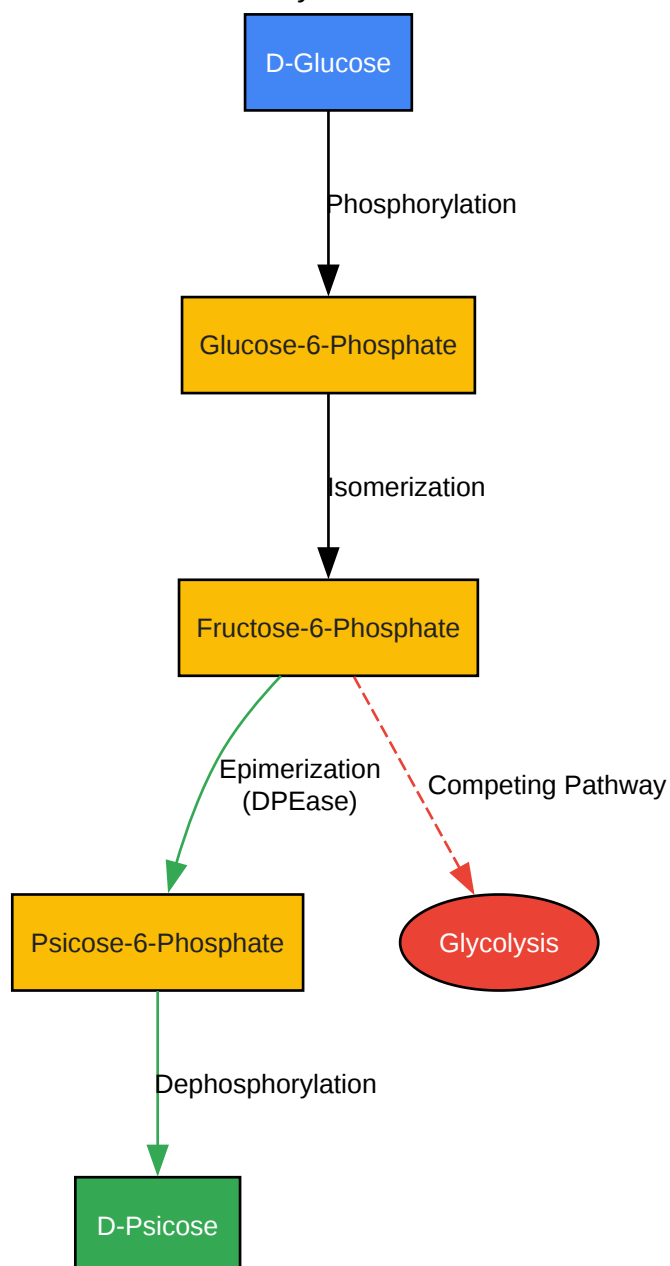 D-Glucose
Phosphorylation
Glucose-6-Phosphate
Isomerization
Fructose-6-Phosphate
Epimerization
(DPEase)
Competing Pathway
Psicose-6-Phosphate
Glycolysis
Dephosphorylation
D-Psicose